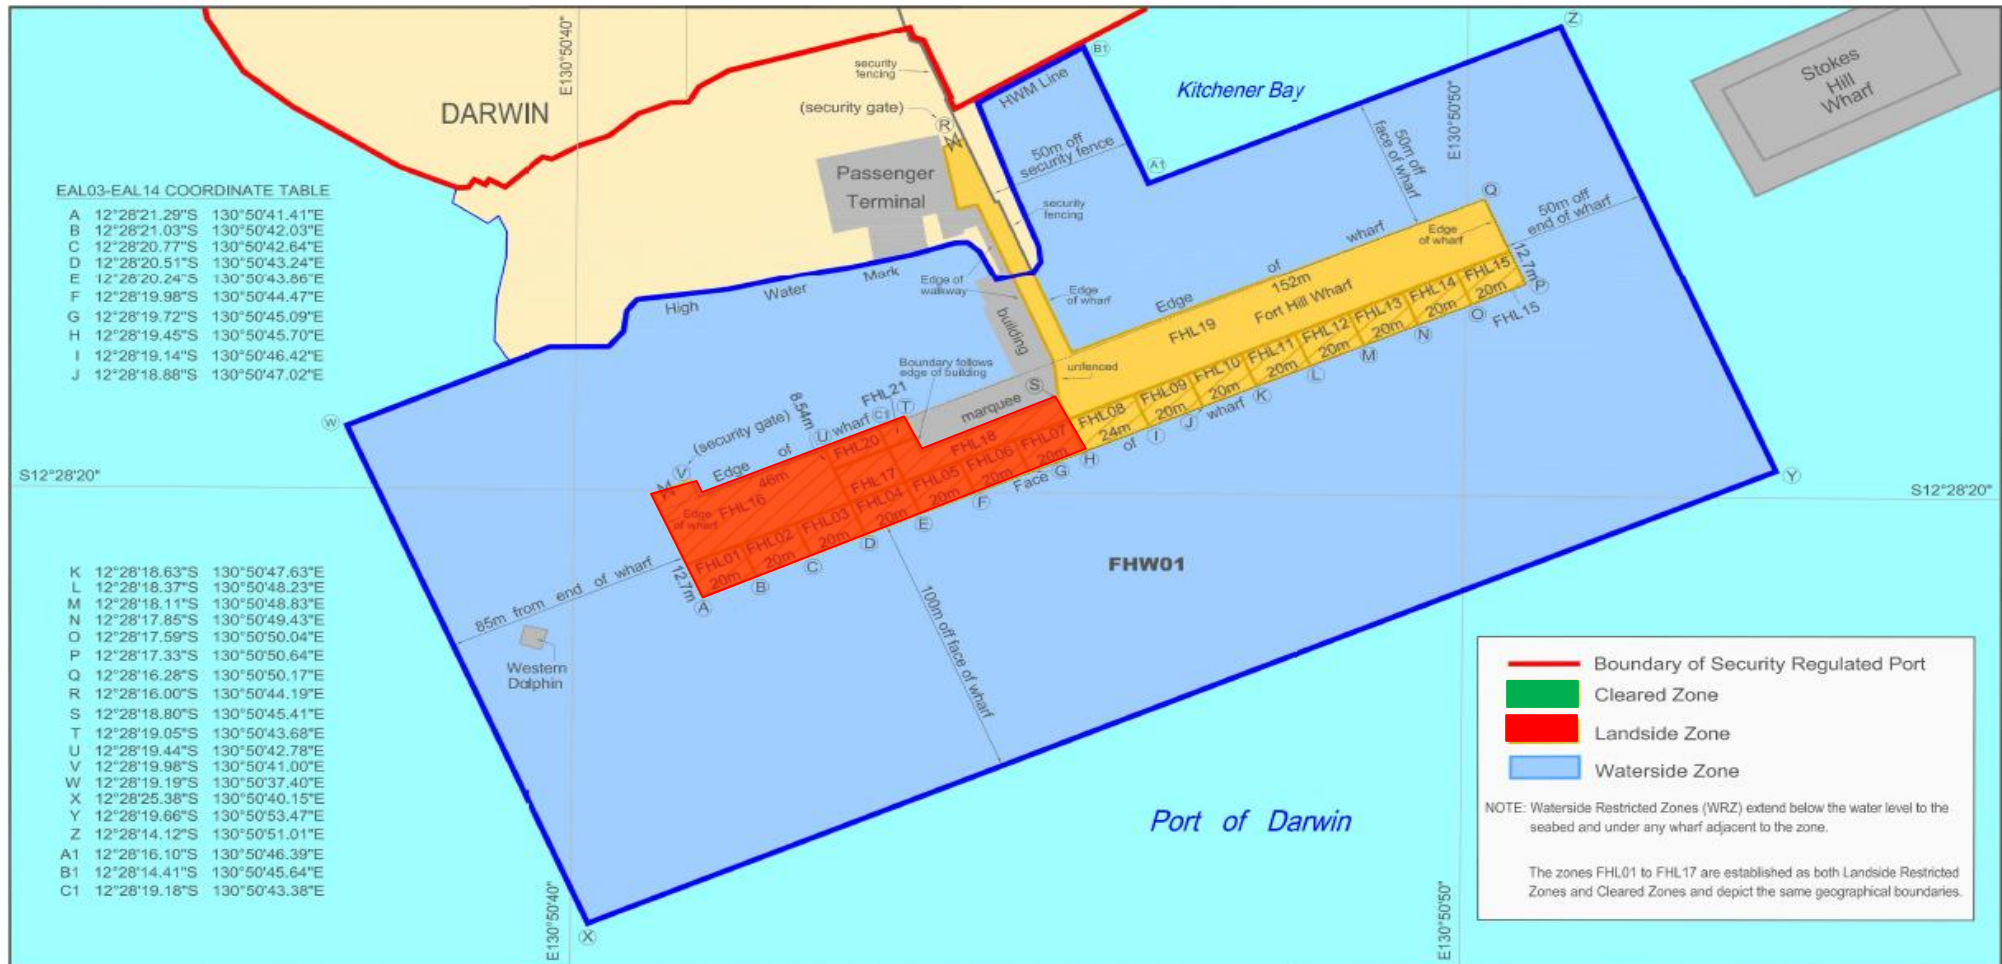 DARWIN
E130°50'40"
security
fencing
(security gate)
R
HWM Line
B1
Kitchener Bay
Z
Stokes
Hill
Wharf
50m off
security fence
A1
50m off
face of wharf
E130°50'50"
Q
50m off
end of wharf
Passenger
Terminal
security
fencing
EAL03-EAL14 COORDINATE TABLE
A 12°28'21.29"S 130°50'41.41"E
B 12°28'21.03"S 130°50'42.03"E
C 12°28'20.77"S 130°50'42.64"E
D 12°28'20.51"S 130°50'43.24"E
E 12°28'20.24"S 130°50'43.86"E
F 12°28'19.98"S 130°50'44.47"E
G 12°28'19.72"S 130°50'45.09"E
H 12°28'19.45"S 130°50'45.70"E
I 12°28'19.14"S 130°50'46.42"E
J 12°28'18.88"S 130°50'47.02"E
High Water Mark
Edge of
walkway
Edge
of wharf
Edge of wharf
152m
Edge
of wharf
FHL19 Fort Hill Wharf
building
Boundary follows
edge of building
unfenced
S
marquee
12.7m
P
FHL15
20m
FHL15
FHL14
20m
O
FHL13
20m
N
FHL12
20m
M
FHL11
20m
L
FHL10
20m
K
FHL09
20m
J
FHL08
24m
I
H
Face of wharf
W
(security gate)
V
Edge of wharf
46m
8.54m
U
C1
T
FHL21
FHL20
FHL18
FHL17
FHL16
Edge
of wharf
FHL07
20m
G
FHL06
20m
F
FHL05
20m
E
FHL04
20m
D
FHL03
20m
C
FHL02
20m
B
FHL01
20m
A
12.7m
S12°28'20"
S12°28'20"
Y
85m from end of wharf
100m off face of wharf
FHW01
Western
Dolphin
K 12°28'18.63"S 130°50'47.63"E
L 12°28'18.37"S 130°50'48.23"E
M 12°28'18.11"S 130°50'48.83"E
N 12°28'17.85"S 130°50'49.43"E
O 12°28'17.59"S 130°50'50.04"E
P 12°28'17.33"S 130°50'50.64"E
Q 12°28'16.28"S 130°50'50.17"E
R 12°28'16.00"S 130°50'44.19"E
S 12°28'18.80"S 130°50'45.41"E
T 12°28'19.05"S 130°50'43.68"E
U 12°28'19.44"S 130°50'42.78"E
V 12°28'19.98"S 130°50'41.00"E
W 12°28'19.19"S 130°50'37.40"E
X 12°28'25.38"S 130°50'40.15"E
Y 12°28'19.66"S 130°50'53.47"E
Z 12°28'14.12"S 130°50'51.01"E
A1 12°28'16.10"S 130°50'46.39"E
B1 12°28'14.41"S 130°50'45.64"E
C1 12°28'19.18"S 130°50'43.38"E
Port of Darwin
Boundary of Security Regulated Port
Cleared Zone
Landside Zone
Waterside Zone
NOTE: Waterside Restricted Zones (WRZ) extend below the water level to the
seabed and under any wharf adjacent to the zone.
The zones FHL01 to FHL17 are established as both Landside Restricted
Zones and Cleared Zones and depict the same geographical boundaries.
E130°50'40"
X
E130°50'50"